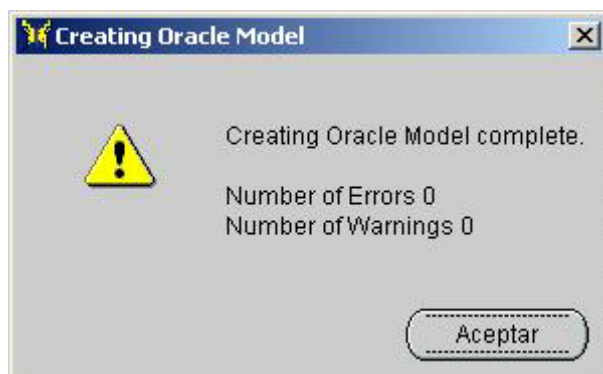 Creating Oracle Model
Creating Oracle Model complete.
Number of Errors 0
Number of Warnings 0
Aceptar